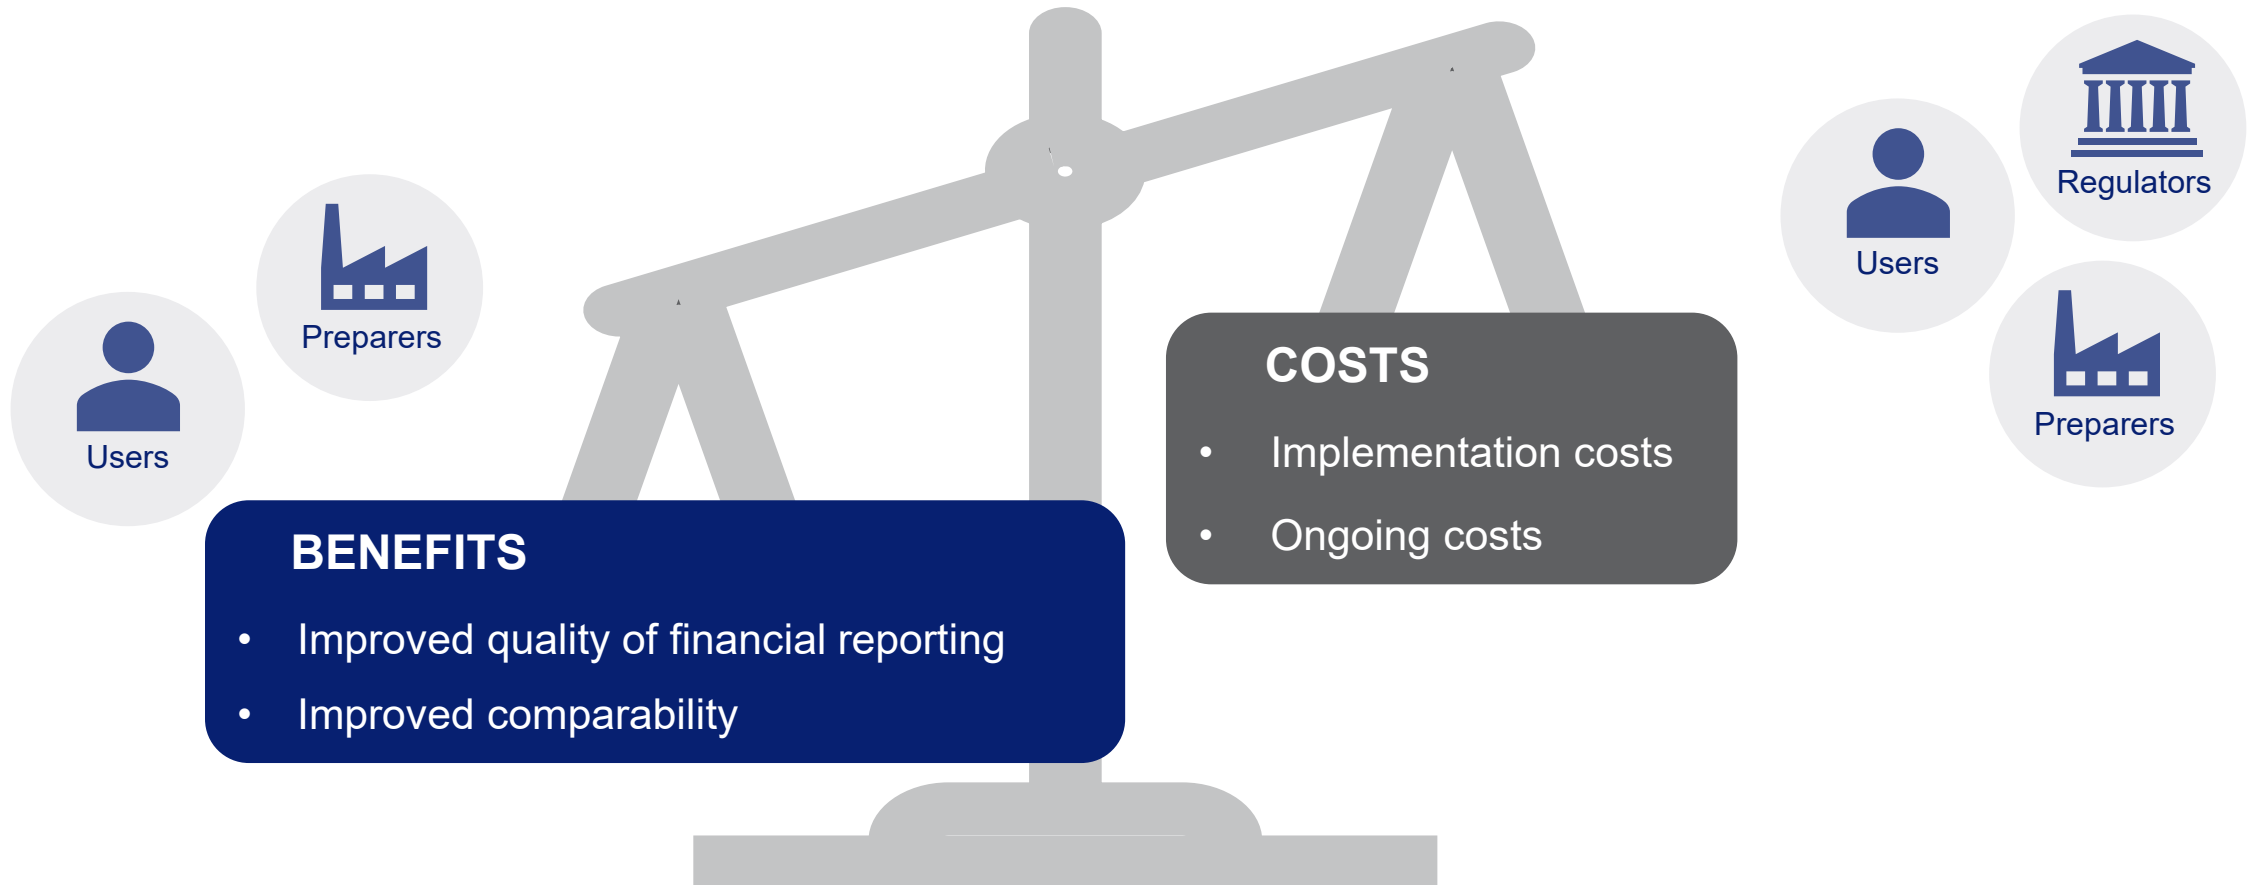 Users
Preparers
BENEFITS
• Improved quality of financial reporting
• Improved comparability
COSTS
• Implementation costs
• Ongoing costs
Users
Regulators
Preparers